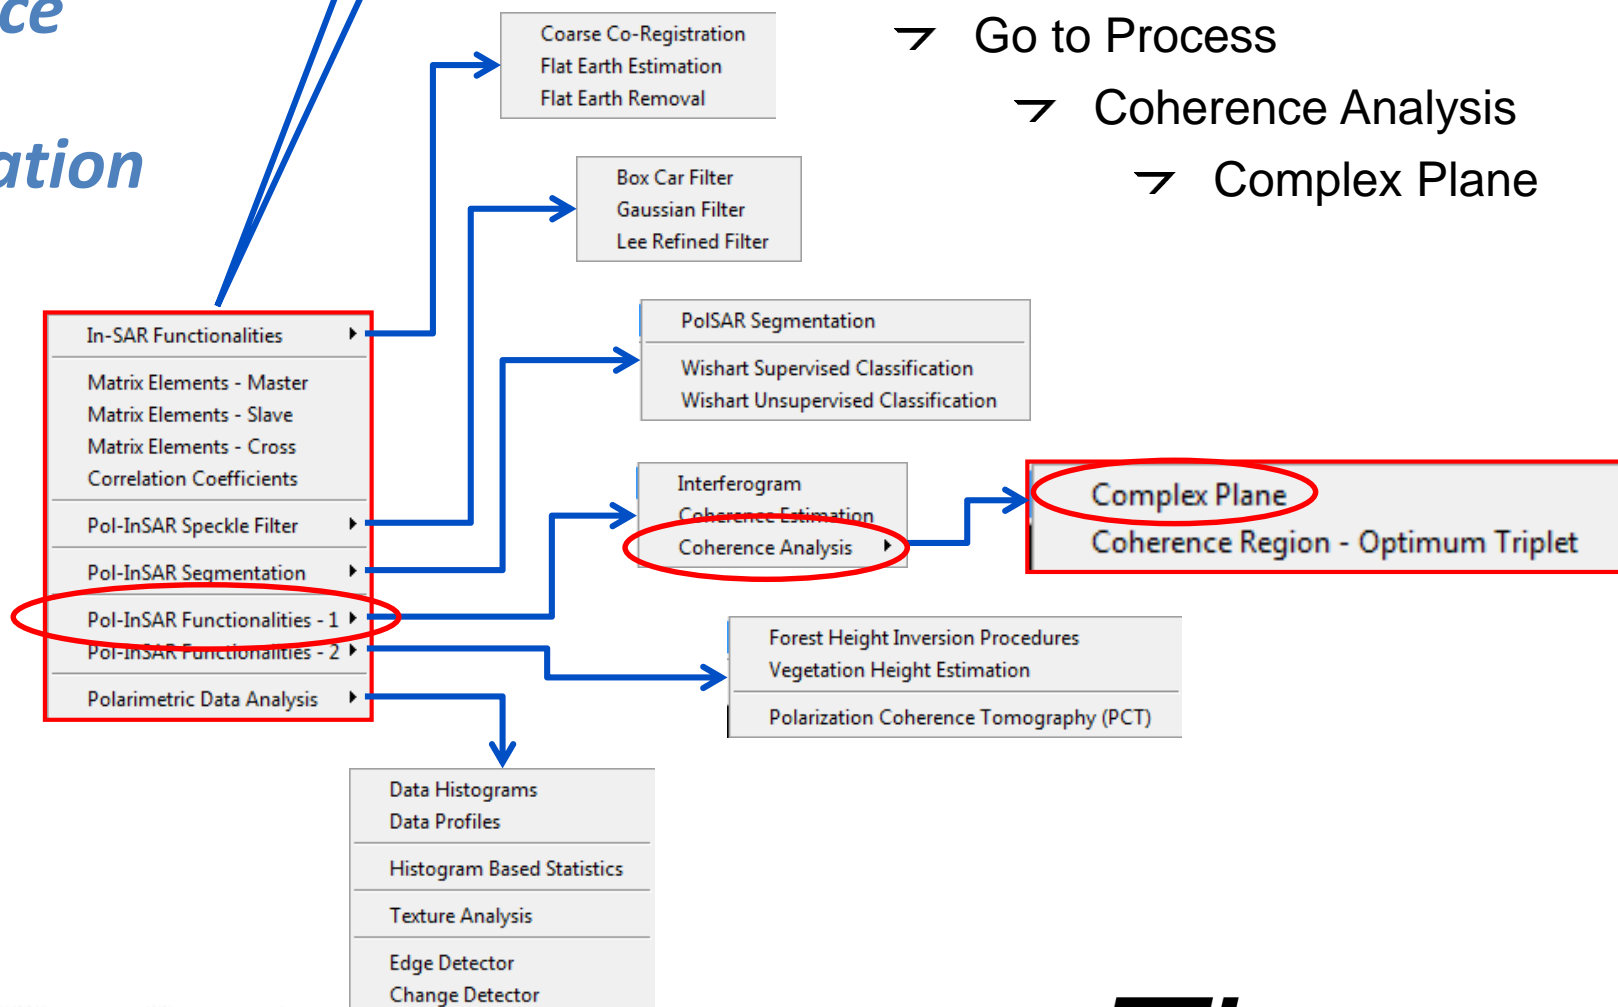 Go to Process
Coherence Analysis
Complex Plane
Coarse Co-Registration
Flat Earth Estimation
Flat Earth Removal
Box Car Filter
Gaussian Filter
Lee Refined Filter
In-SAR Functionalities
Matrix Elements - Master
Matrix Elements - Slave
Matrix Elements - Cross
Correlation Coefficients
Pol-InSAR Speckle Filter
Pol-InSAR Segmentation
Pol-InSAR Functionalities - 1
Pol-InSAR Functionalities - 2
Polarimetric Data Analysis
PolSAR Segmentation
Wishart Supervised Classification
Wishart Unsupervised Classification
Interferogram
Coherence Estimation
Coherence Analysis
Complex Plane
Coherence Region - Optimum Triplet
Forest Height Inversion Procedures
Vegetation Height Estimation
Polarization Coherence Tomography (PCT)
Data Histograms
Data Profiles
Histogram Based Statistics
Texture Analysis
Edge Detector
Change Detector